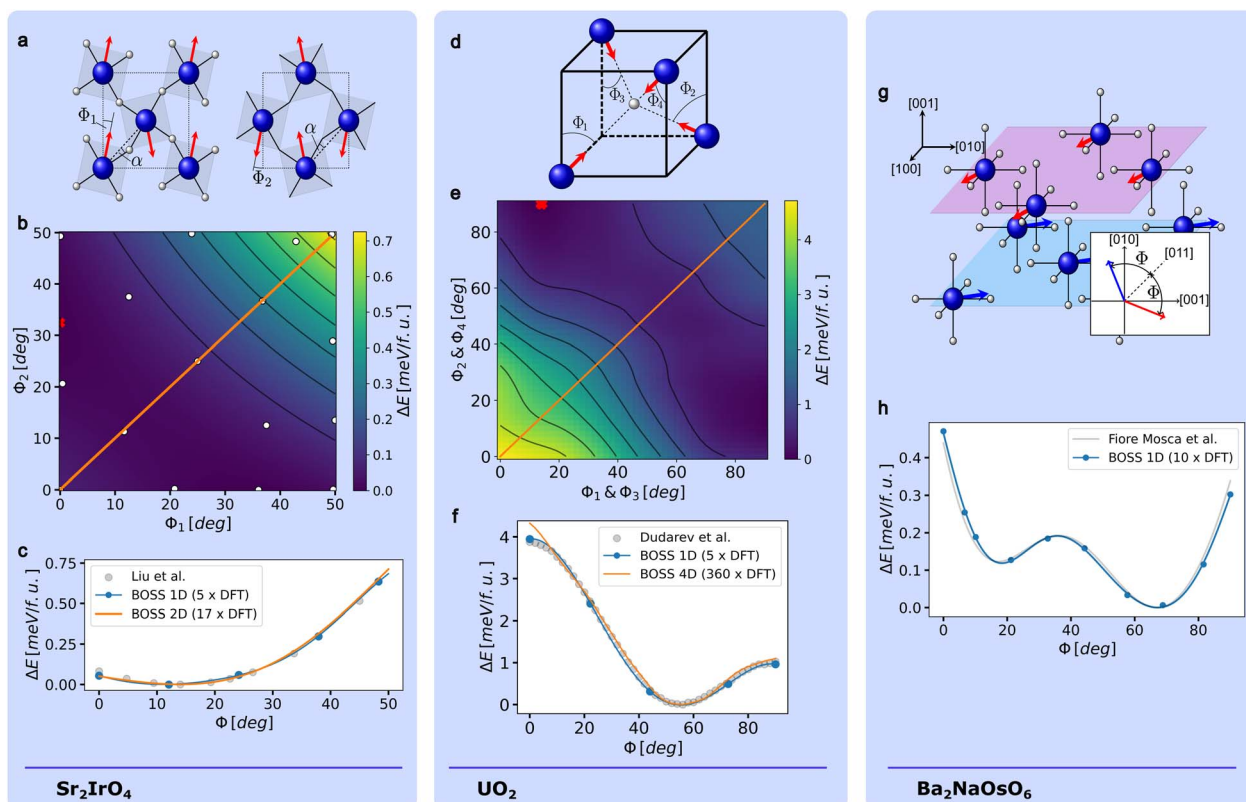 a
Φ1
α
α
Φ2
b
50
40
30
20
10
0
Φ2 [deg]
0 10 20 30 40 50
Φ1 [deg]
0.7
0.6
0.5
0.4
0.3
0.2
0.1
0.0
ΔE [meV/f. u.]
c
Liu et al.
BOSS 1D (5 x DFT)
BOSS 2D (17 x DFT)
0.75
0.50
0.25
0.00
ΔE [meV/f. u.]
0 10 20 30 40 50
Φ [deg]
Sr₂IrO₄
d
Φ3
Φ4
Φ2
Φ1
e
80
60
40
20
0
Φ2 & Φ4 [deg]
0 20 40 60 80
Φ1 & Φ3 [deg]
4
3
2
1
0
ΔE [meV/f. u.]
f
Dudarev et al.
BOSS 1D (5 x DFT)
BOSS 4D (360 x DFT)
4
3
2
1
0
ΔE [meV/f. u.]
0 20 40 60 80
Φ [deg]
UO₂
g
[001]
[010]
[100]
[010]
Φ
[011]
Φ
[001]
h
Fiore Mosca et al.
BOSS 1D (10 x DFT)
0.4
0.3
0.2
0.1
0.0
ΔE [meV/f. u.]
0 20 40 60 80
Φ [deg]
Ba₂NaOsO₆